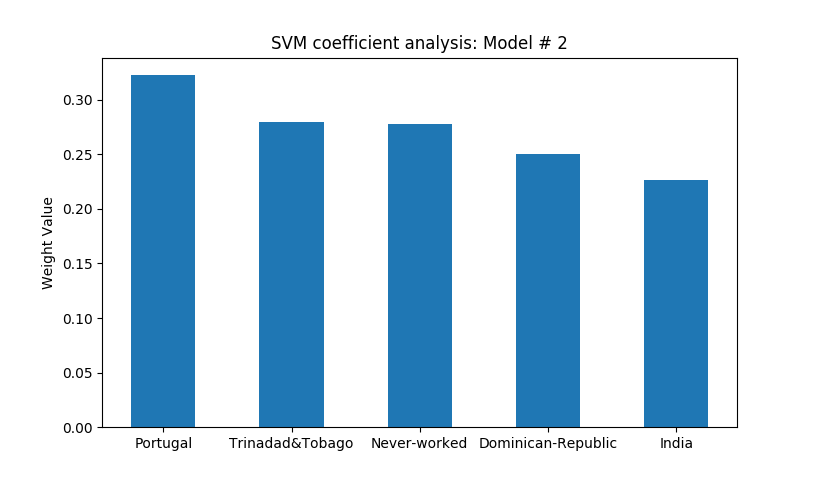 SVM coefficient analysis: Model # 2
Weight Value
0.30
0.25
0.20
0.15
0.10
0.05
0.00
Portugal Trinadad&Tobago Never-worked Dominican-Republic India